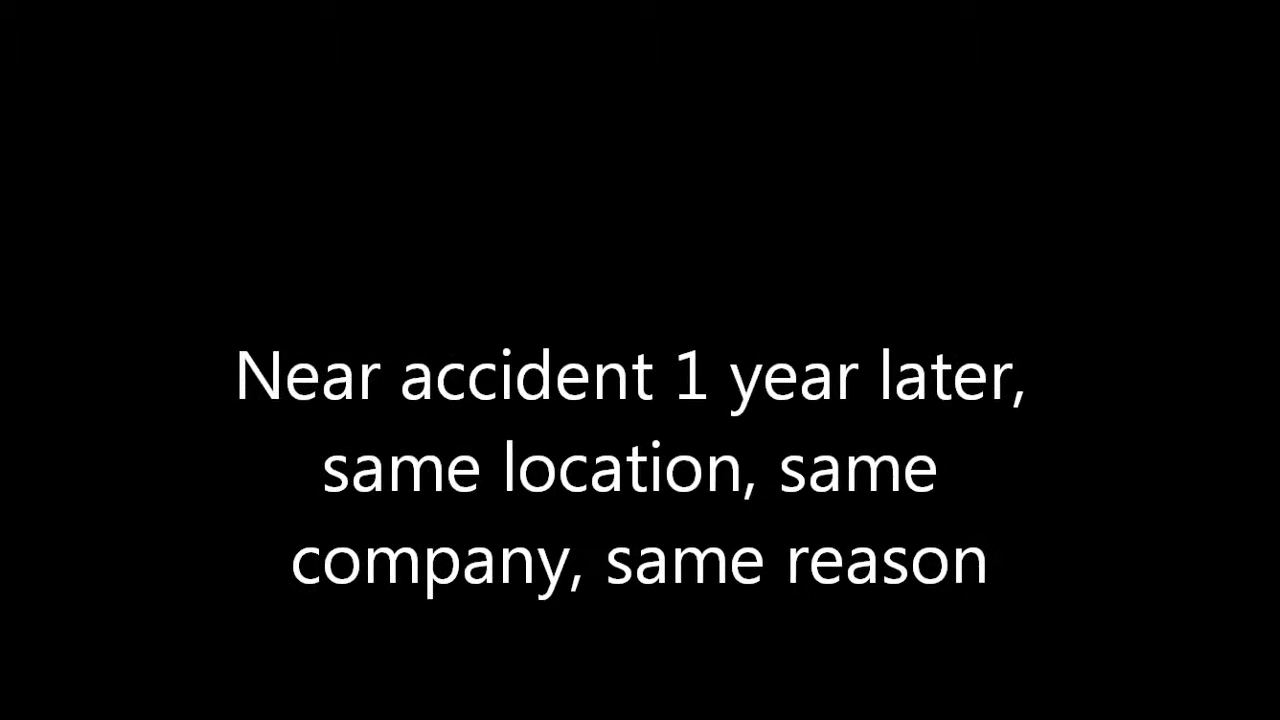 Near accident 1 year later,
same location, same
company, same reason